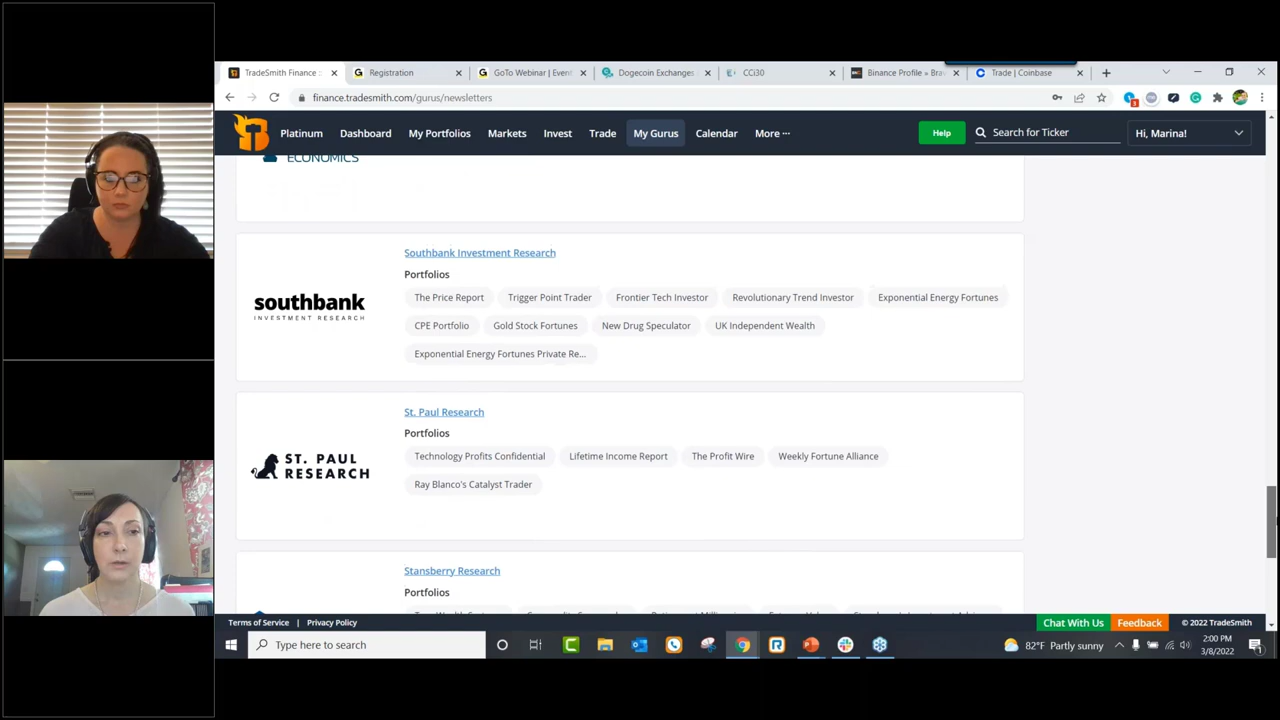 TradeSmith Finance ::
Registration
GoTo Webinar | Event
Dogecoin Exchanges
CCi30
Binance Profile » Brav
Trade | Coinbase
finance.tradesmith.com/gurus/newsletters
3
Platinum
Dashboard
My Portfolios
Markets
Invest
Trade
My Gurus
Calendar
More ···
Help
Search for Ticker
Hi, Marina!
ECONOMICS
Southbank Investment Research
Portfolios
southbank
INVESTMENT RESEARCH
The Price Report
Trigger Point Trader
Frontier Tech Investor
Revolutionary Trend Investor
Exponential Energy Fortunes
CPE Portfolio
Gold Stock Fortunes
New Drug Speculator
UK Independent Wealth
Exponential Energy Fortunes Private Re...
St. Paul Research
Portfolios
ST. PAUL
RESEARCH
Technology Profits Confidential
Lifetime Income Report
The Profit Wire
Weekly Fortune Alliance
Ray Blanco's Catalyst Trader
Stansberry Research
Portfolios
Terms of Service
Privacy Policy
Chat With Us
Feedback
© 2022 TradeSmith
Type here to search
82°F Partly sunny
2:00 PM
3/8/2022
1